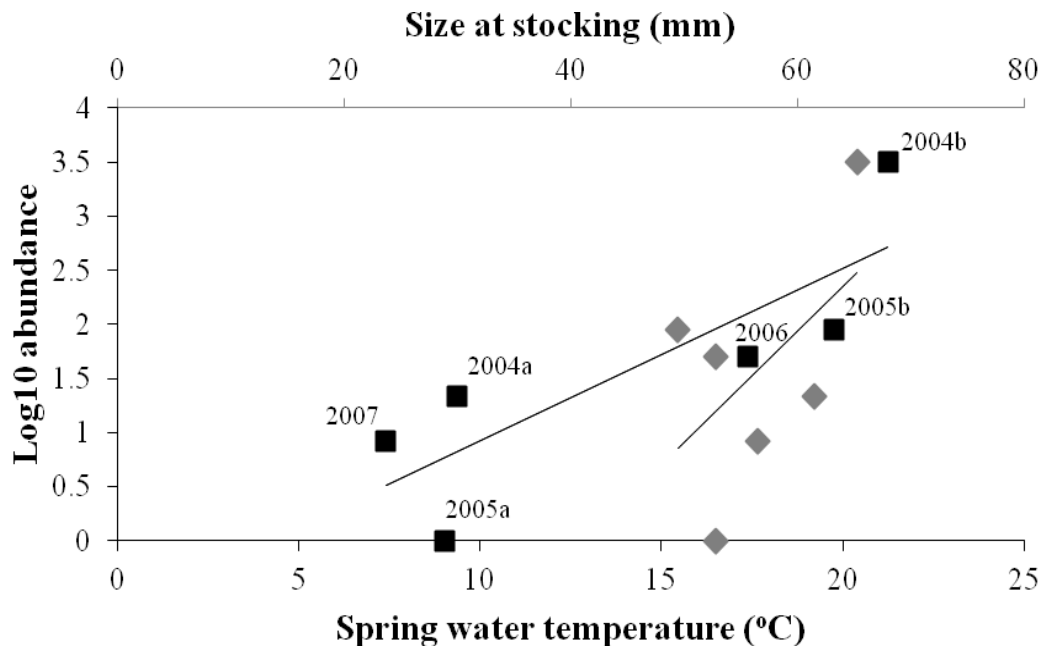 Size at stocking (mm)
0 20 40 60 80
4
3.5
3
2.5
2
1.5
1
0.5
0
Log10 abundance
2004b
2005b
2006
2004a
2007
2005a
0 5 10 15 20 25
Spring water temperature (ºC)